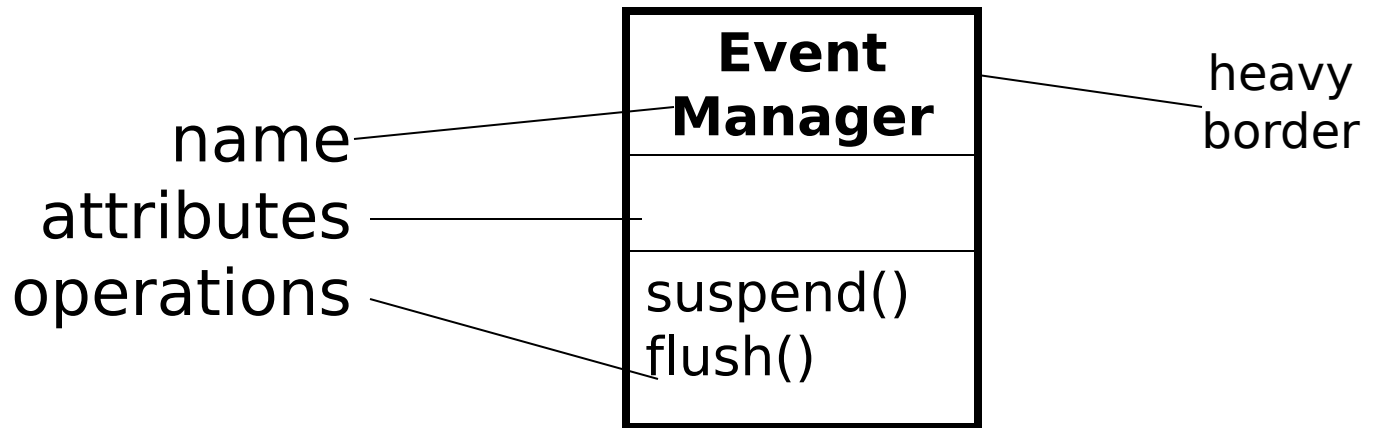 Event
Manager
name
attributes
operations
suspend()
flush()
heavy
border